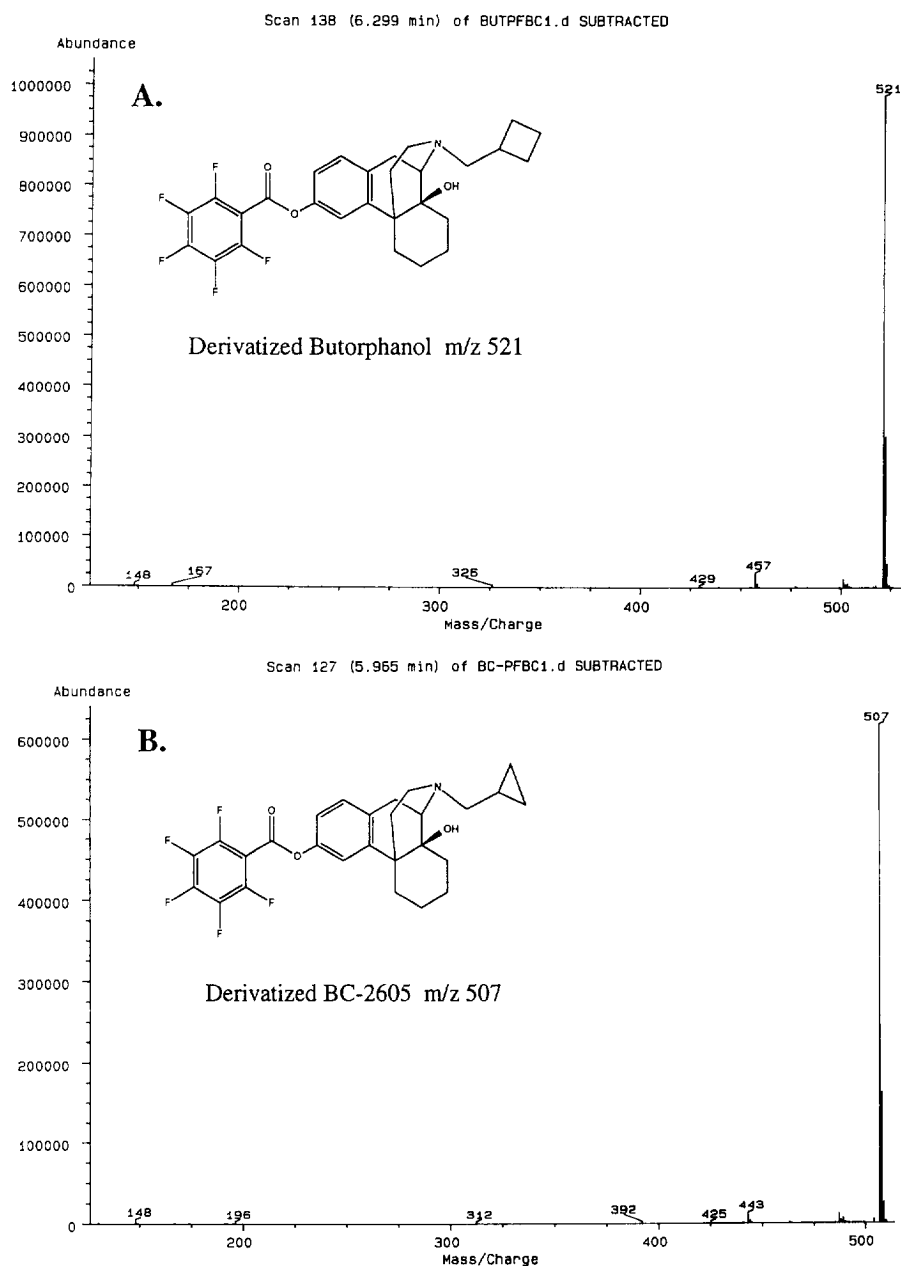 Scan 138 (6.299 min) of BUTPFBC1.d SUBTRACTED
Abundance
1000000
900000
800000
700000
600000
500000
400000
300000
200000
100000
0
A.
F
F
F
F
F
O
O
N
OH
Derivatized Butorphanol m/z 521
148
167
326
429
457
521
200
300
400
500
Mass/Charge
Scan 127 (5.965 min) of BC-PFBC1.d SUBTRACTED
Abundance
600000
500000
400000
300000
200000
100000
0
B.
F
F
F
F
F
O
O
N
OH
Derivatized BC-2605 m/z 507
148
196
312
392
425
443
507
200
300
400
500
Mass/Charge